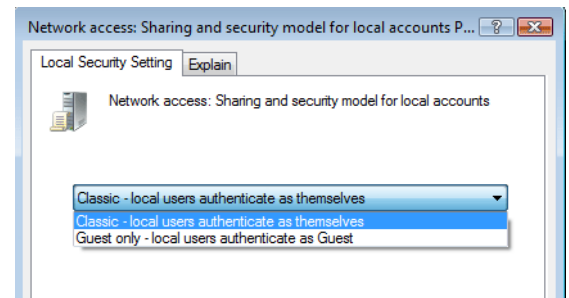 Network access: Sharing and security model for local accounts P...
Local Security Setting
Explain
Network access: Sharing and security model for local accounts
Classic - local users authenticate as themselves
Classic - local users authenticate as themselves
Guest only - local users authenticate as Guest